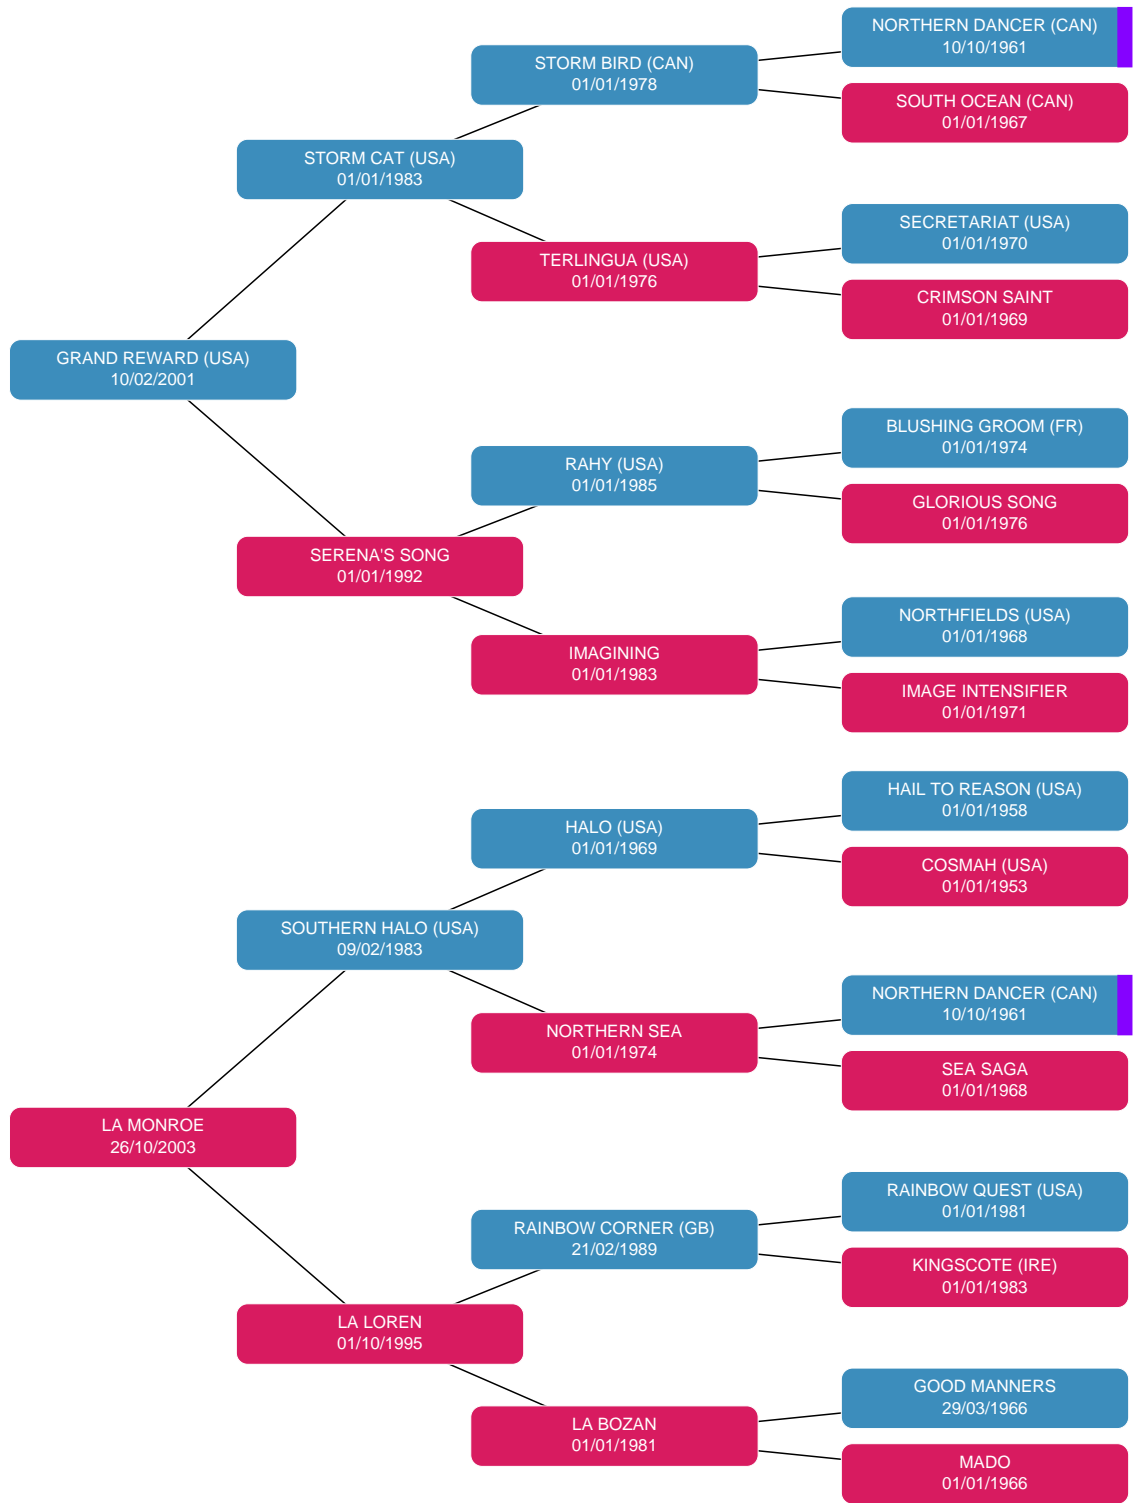 NORTHERN DANCER (CAN)
10/10/1961
STORM BIRD (CAN)
01/01/1978
SOUTH OCEAN (CAN)
01/01/1967
STORM CAT (USA)
01/01/1983
SECRETARIAT (USA)
01/01/1970
TERLINGUA (USA)
01/01/1976
CRIMSON SAINT
01/01/1969
GRAND REWARD (USA)
10/02/2001
BLUSHING GROOM (FR)
01/01/1974
RAHY (USA)
01/01/1985
GLORIOUS SONG
01/01/1976
SERENA'S SONG
01/01/1992
NORTHFIELDS (USA)
01/01/1968
IMAGINING
01/01/1983
IMAGE INTENSIFIER
01/01/1971
HAIL TO REASON (USA)
01/01/1958
HALO (USA)
01/01/1969
COSMAH (USA)
01/01/1953
SOUTHERN HALO (USA)
09/02/1983
NORTHERN DANCER (CAN)
10/10/1961
NORTHERN SEA
01/01/1974
SEA SAGA
01/01/1968
LA MONROE
26/10/2003
RAINBOW QUEST (USA)
01/01/1981
RAINBOW CORNER (GB)
21/02/1989
KINGSCOTE (IRE)
01/01/1983
LA LOREN
01/10/1995
GOOD MANNERS
29/03/1966
LA BOZAN
01/01/1981
MADO
01/01/1966